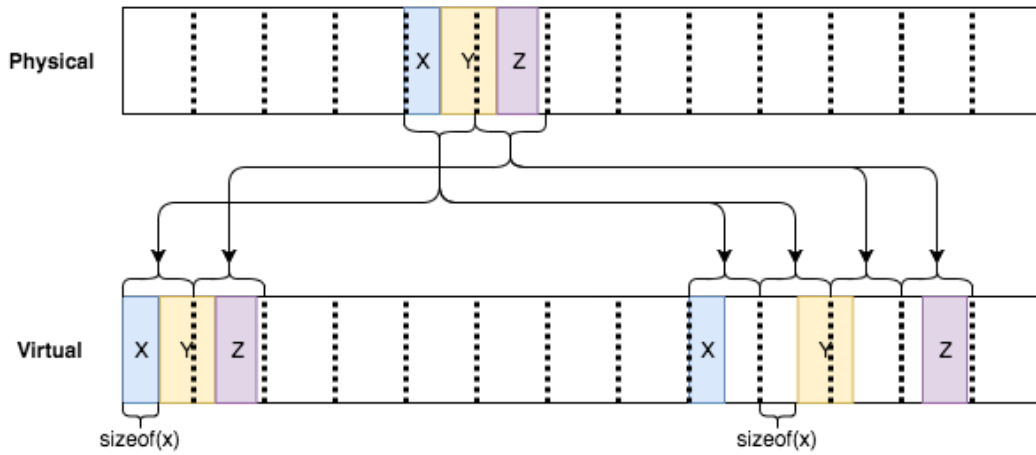 Physical
X Y Z
Virtual
X Y Z X Y Z
sizeof(x) sizeof(x)